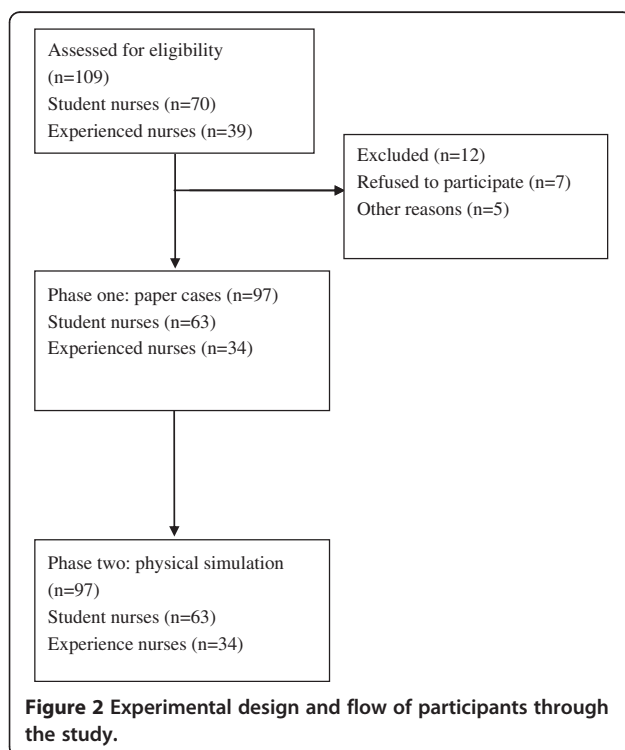 Assessed for eligibility
(n=109)
Student nurses (n=70)
Experienced nurses (n=39)
Excluded (n=12)
Refused to participate (n=7)
Other reasons (n=5)
Phase one: paper cases (n=97)
Student nurses (n=63)
Experienced nurses (n=34)
Phase two: physical simulation
(n=97)
Student nurses (n=63)
Experience nurses (n=34)
Figure 2 Experimental design and flow of participants through
the study.